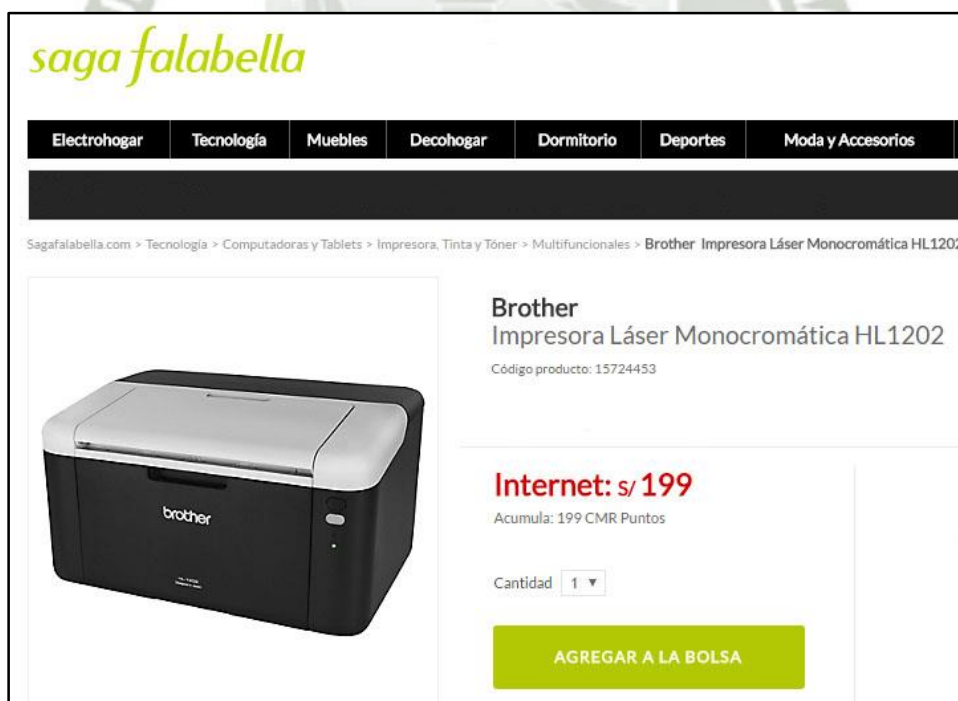 saga falabella
Electrohogar Tecnología Muebles Decohogar Dormitorio Deportes Moda y Accesorios
Sagafalabella.com > Tecnología > Computadoras y Tablets > Impresora, Tinta y Tóner > Multifuncionales > Brother Impresora Láser Monocromática HL1202
Brother
Impresora Láser Monocromática HL1202
Código producto: 15724453
brother
Internet: s/ 199
Acumula: 199 CMR Puntos
Cantidad 1
AGREGAR A LA BOLSA